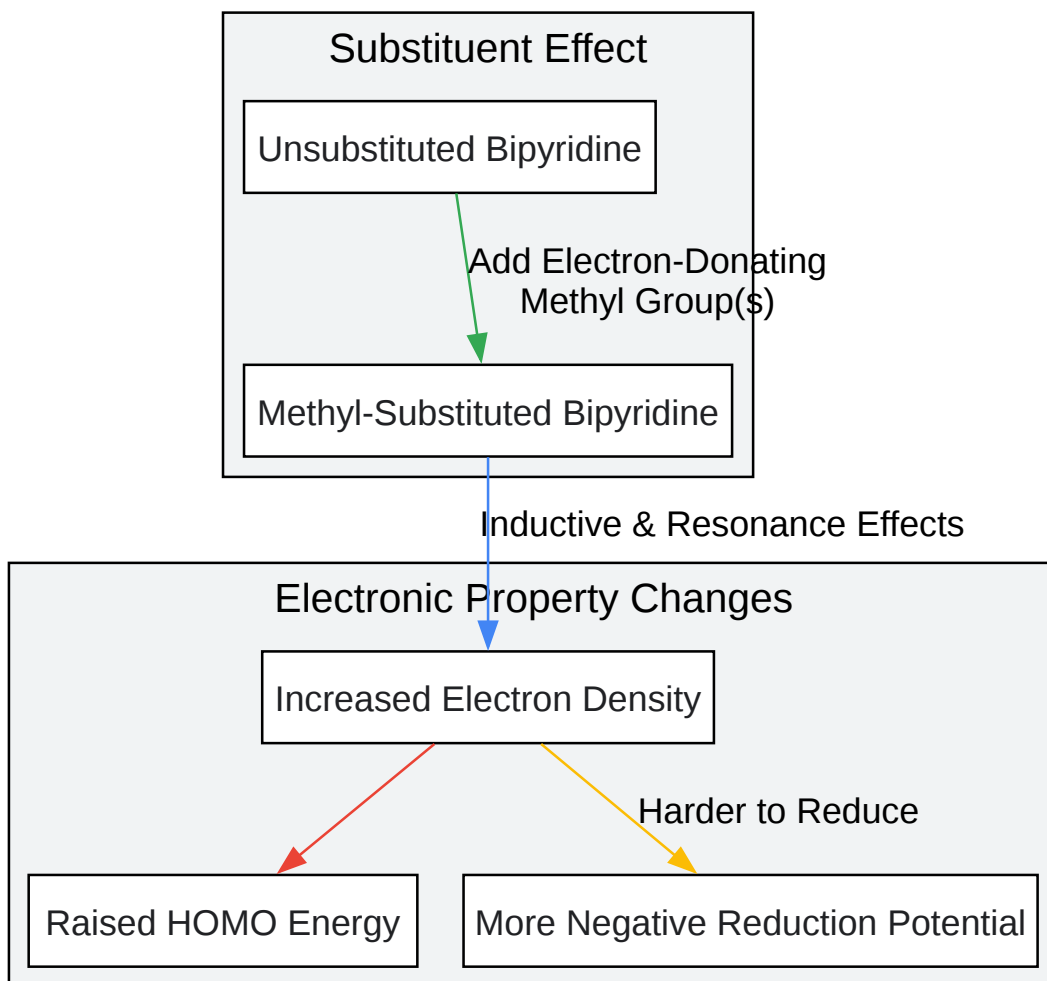 Substituent Effect
Unsubstituted Bipyridine
Add Electron-Donating
Methyl Group(s)
Methyl-Substituted Bipyridine
Inductive & Resonance Effects
Electronic Property Changes
Increased Electron Density
Harder to Reduce
Raised HOMO Energy
More Negative Reduction Potential